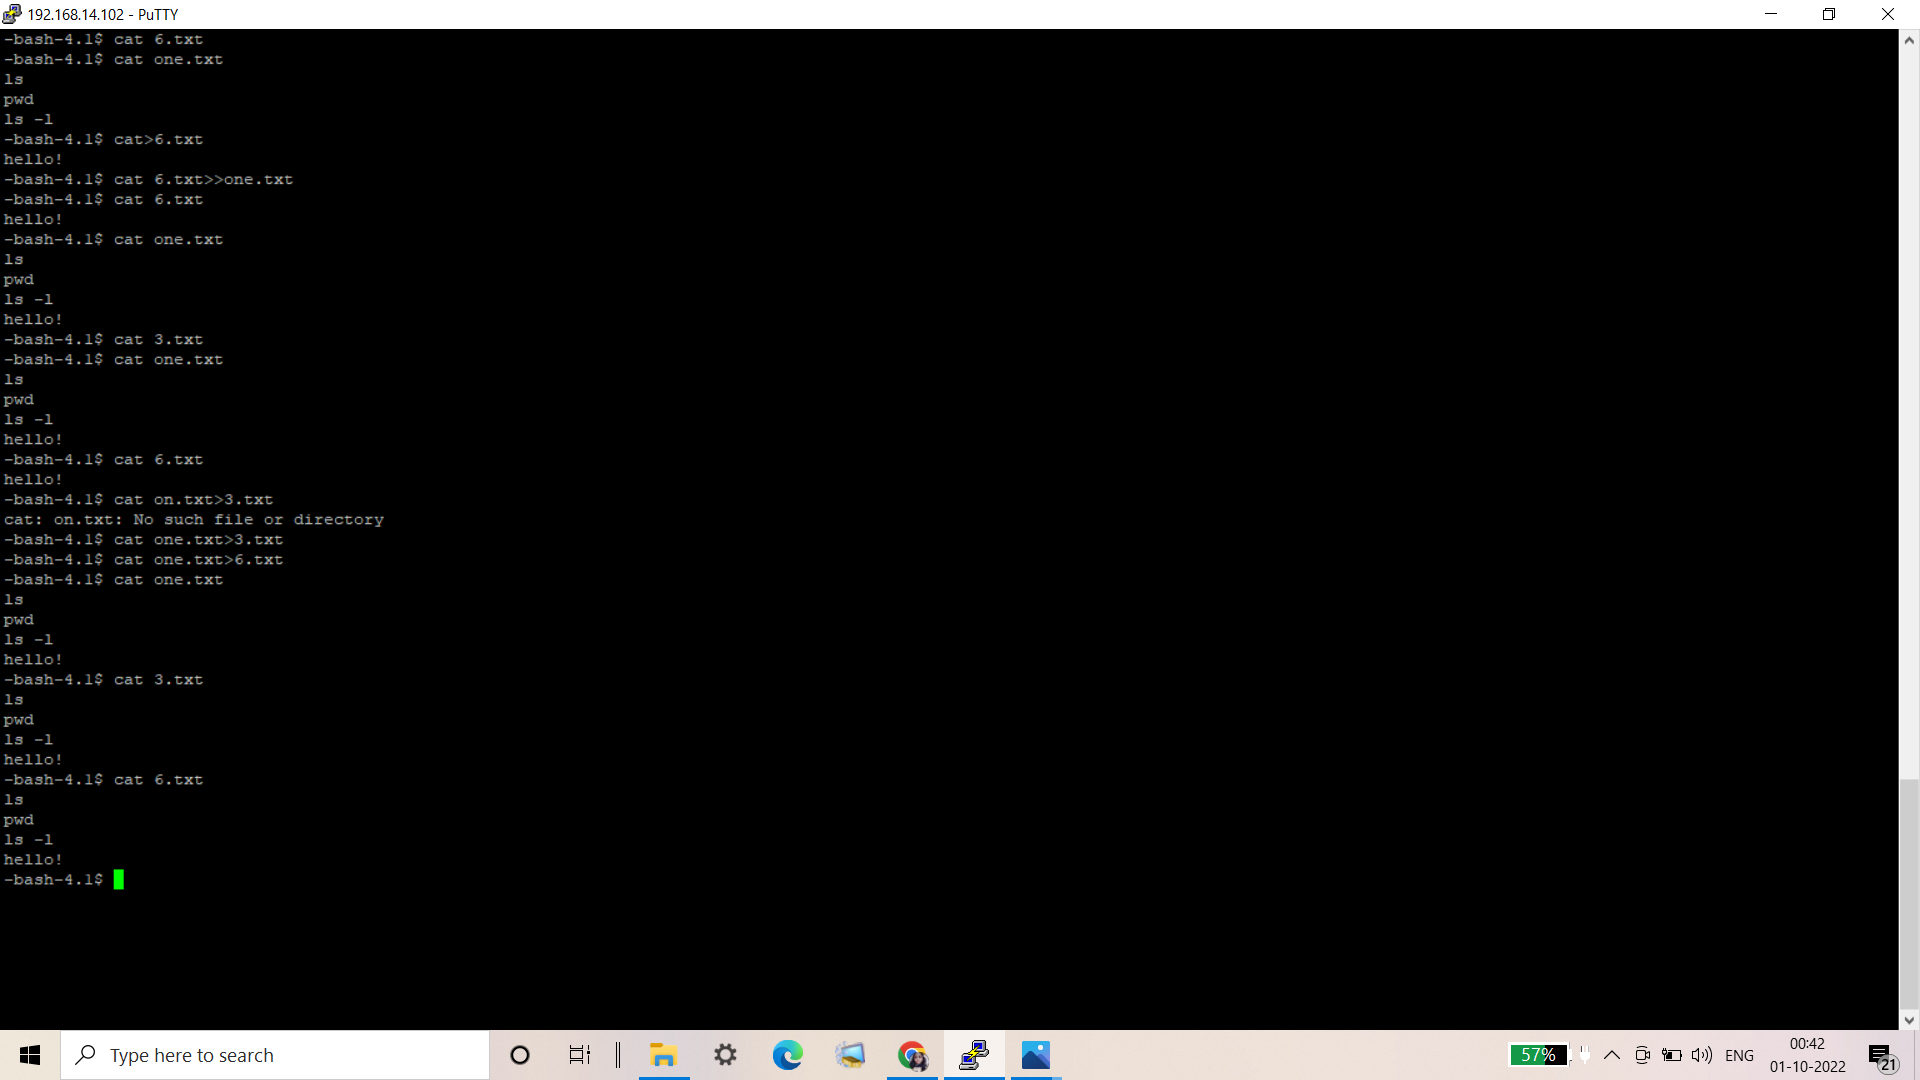 192.168.14.102 - PuTTY
-bash-4.1$ cat 6.txt
-bash-4.1$ cat one.txt
ls
pwd
ls -l
-bash-4.1$ cat>6.txt
hello!
-bash-4.1$ cat 6.txt>>one.txt
-bash-4.1$ cat 6.txt
hello!
-bash-4.1$ cat one.txt
ls
pwd
ls -l
hello!
-bash-4.1$ cat 3.txt
-bash-4.1$ cat one.txt
ls
pwd
ls -l
hello!
-bash-4.1$ cat 6.txt
hello!
-bash-4.1$ cat on.txt>3.txt
cat: on.txt: No such file or directory
-bash-4.1$ cat one.txt>3.txt
-bash-4.1$ cat one.txt>6.txt
-bash-4.1$ cat one.txt
ls
pwd
ls -l
hello!
-bash-4.1$ cat 3.txt
ls
pwd
ls -l
hello!
-bash-4.1$ cat 6.txt
ls
pwd
ls -l
hello!
-bash-4.1$
Type here to search
57%
ENG
00:42
01-10-2022
21